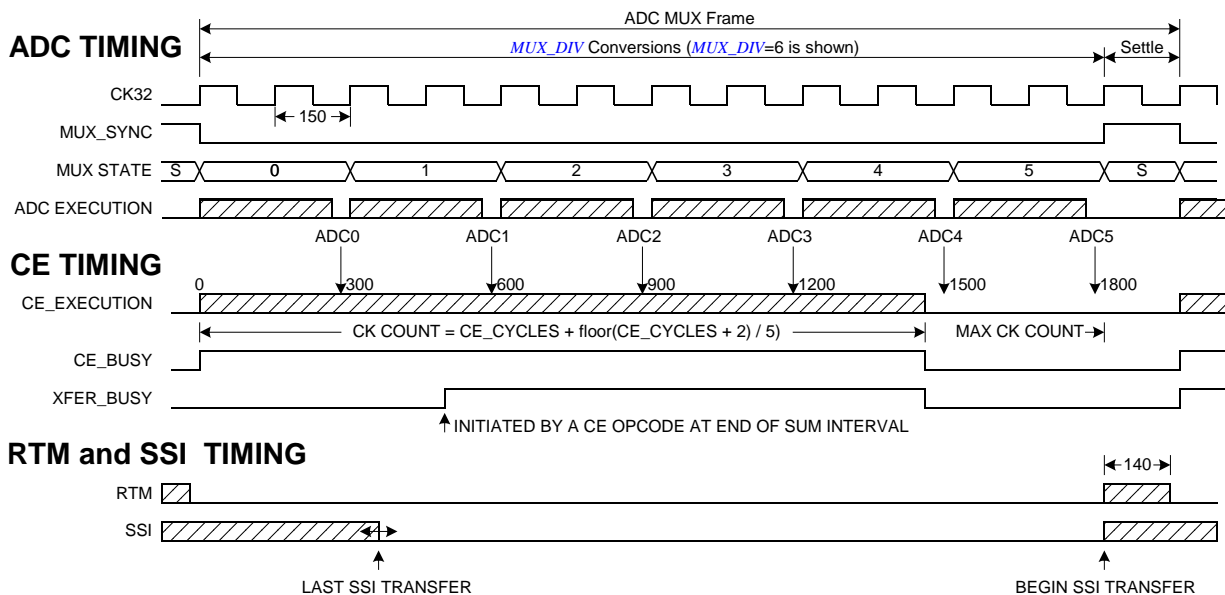 ADC MUX Frame
ADC TIMING
MUX_DIV Conversions (MUX_DIV=6 is shown)
Settle
CK32
150
MUX_SYNC
MUX STATE
S 0 1 2 3 4 5 S
ADC EXECUTION
ADC0 ADC1 ADC2 ADC3 ADC4 ADC5
CE TIMING
0 300 600 900 1200 1500 1800
CE_EXECUTION
CK COUNT = CE_CYCLES + floor(CE_CYCLES + 2) / 5)
MAX CK COUNT
CE_BUSY
XFER_BUSY
INITIATED BY A CE OPCODE AT END OF SUM INTERVAL
RTM and SSI TIMING
140
RTM
SSI
LAST SSI TRANSFER
BEGIN SSI TRANSFER